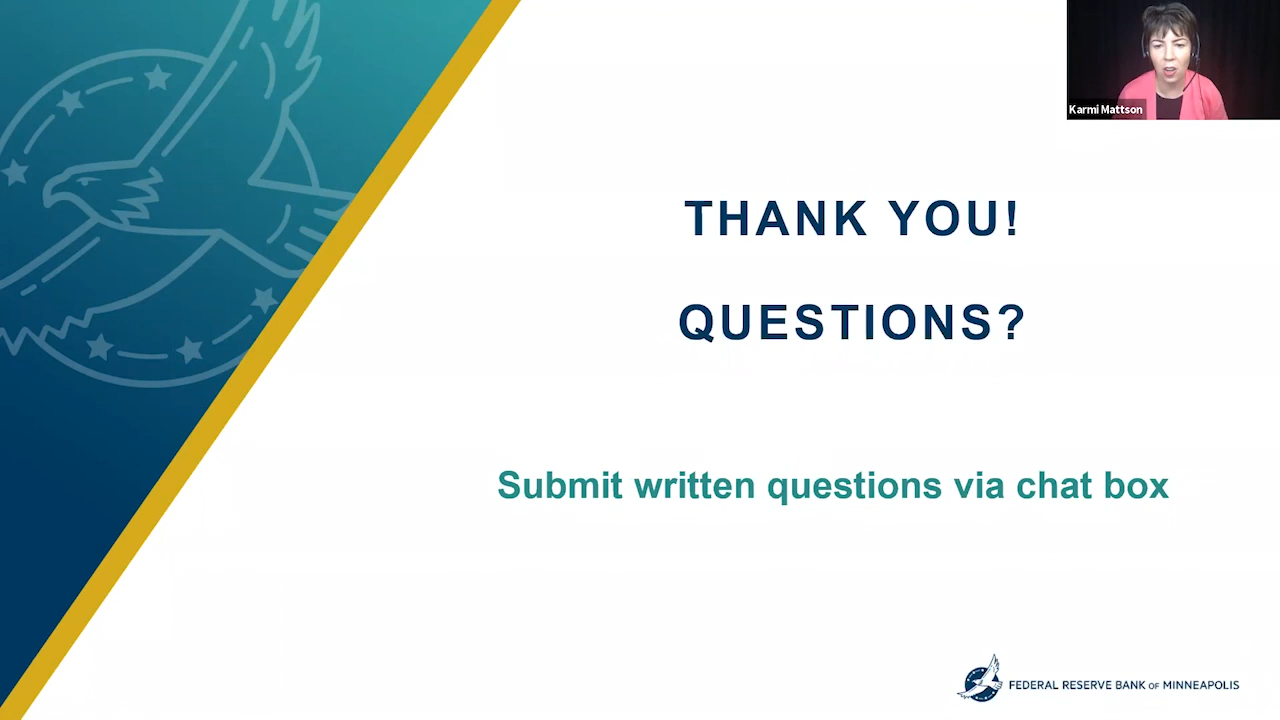 Karmi Mattson
THANK YOU!
QUESTIONS?
Submit written questions via chat box
FEDERAL RESERVE BANK OF MINNEAPOLIS